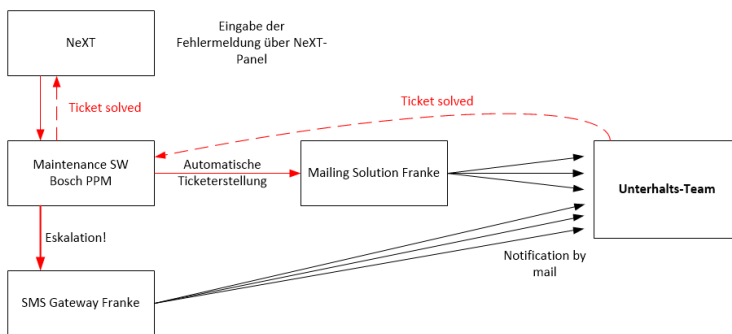 NeXT
Eingabe der
Fehlermeldung über NeXT-
Panel
Ticket solved
Ticket solved
Maintenance SW
Bosch PPM
Automatische
Ticketerstellung
Mailing Solution Franke
Unterhalts-Team
Eskalation!
Notification by
mail
SMS Gateway Franke